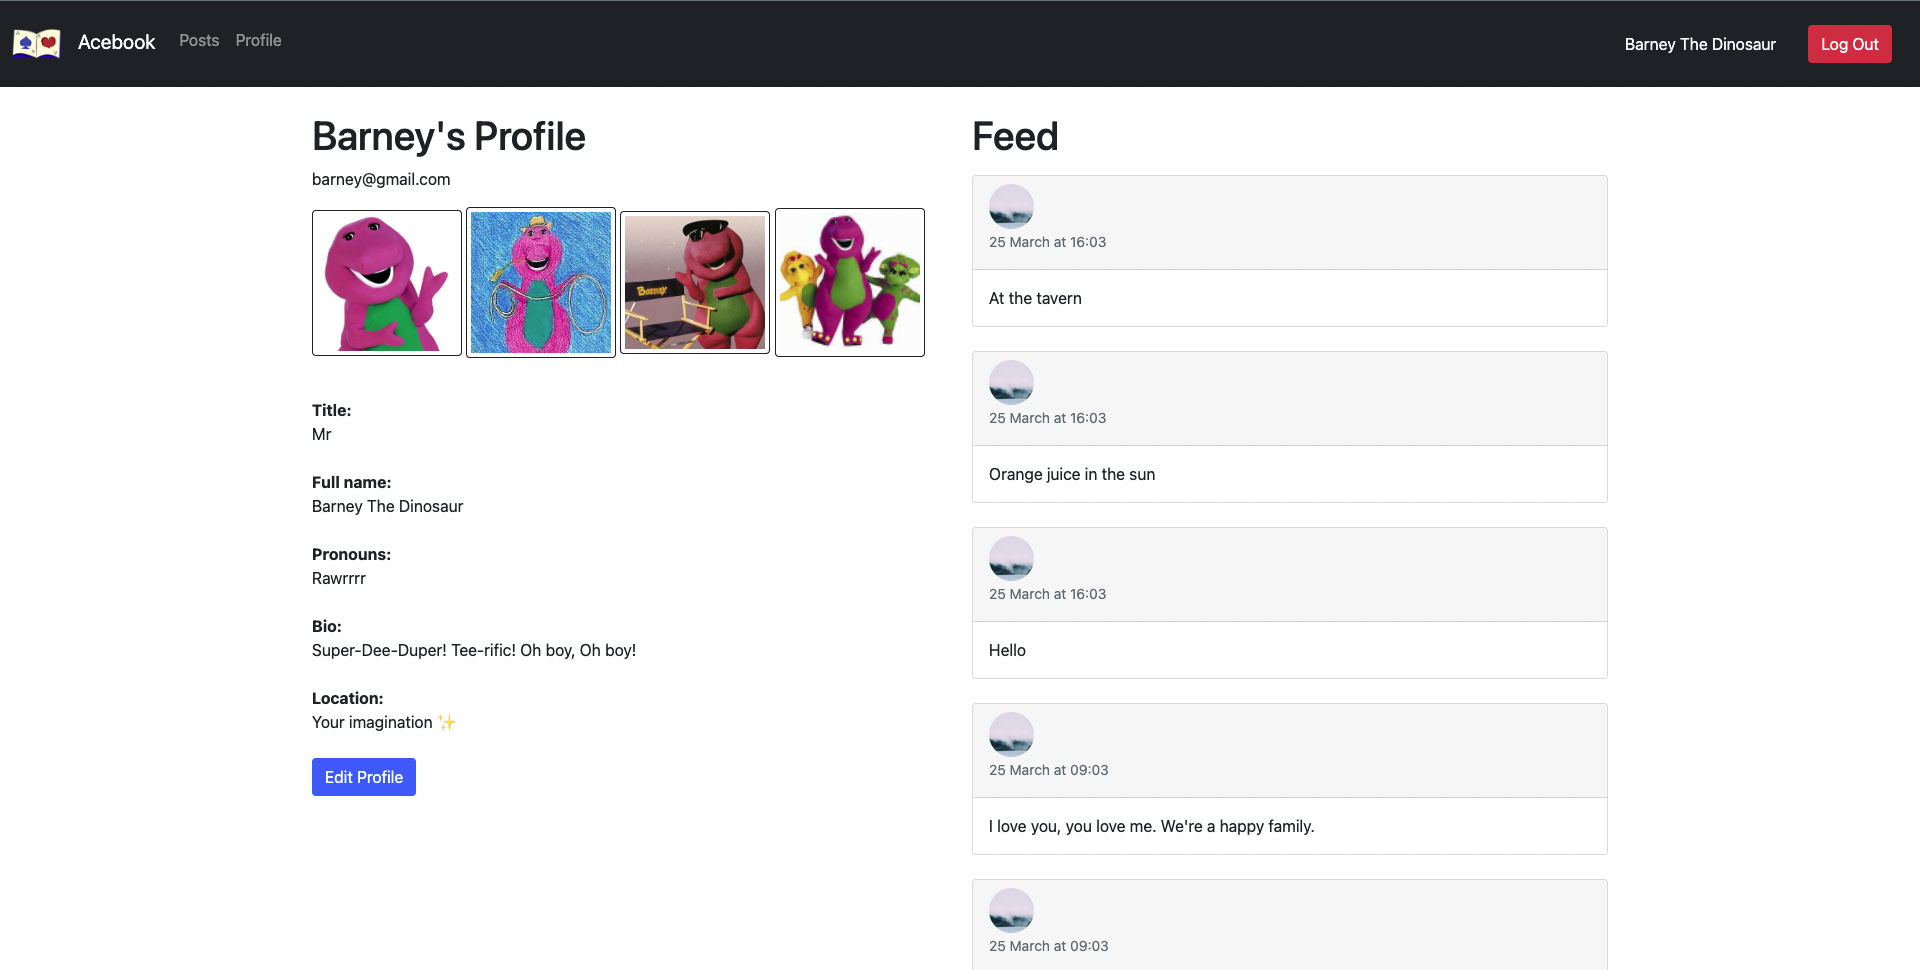 Acebook
Posts
Profile
Barney The Dinosaur
Log Out
Barney's Profile
barney@gmail.com
Barney
Title:
Mr
Full name:
Barney The Dinosaur
Pronouns:
Rawrrrr
Bio:
Super-Dee-Duper! Tee-rific! Oh boy, Oh boy!
Location:
Your imagination ✨
Edit Profile
Feed
25 March at 16:03
At the tavern
25 March at 16:03
Orange juice in the sun
25 March at 16:03
Hello
25 March at 09:03
I love you, you love me. We're a happy family.
25 March at 09:03